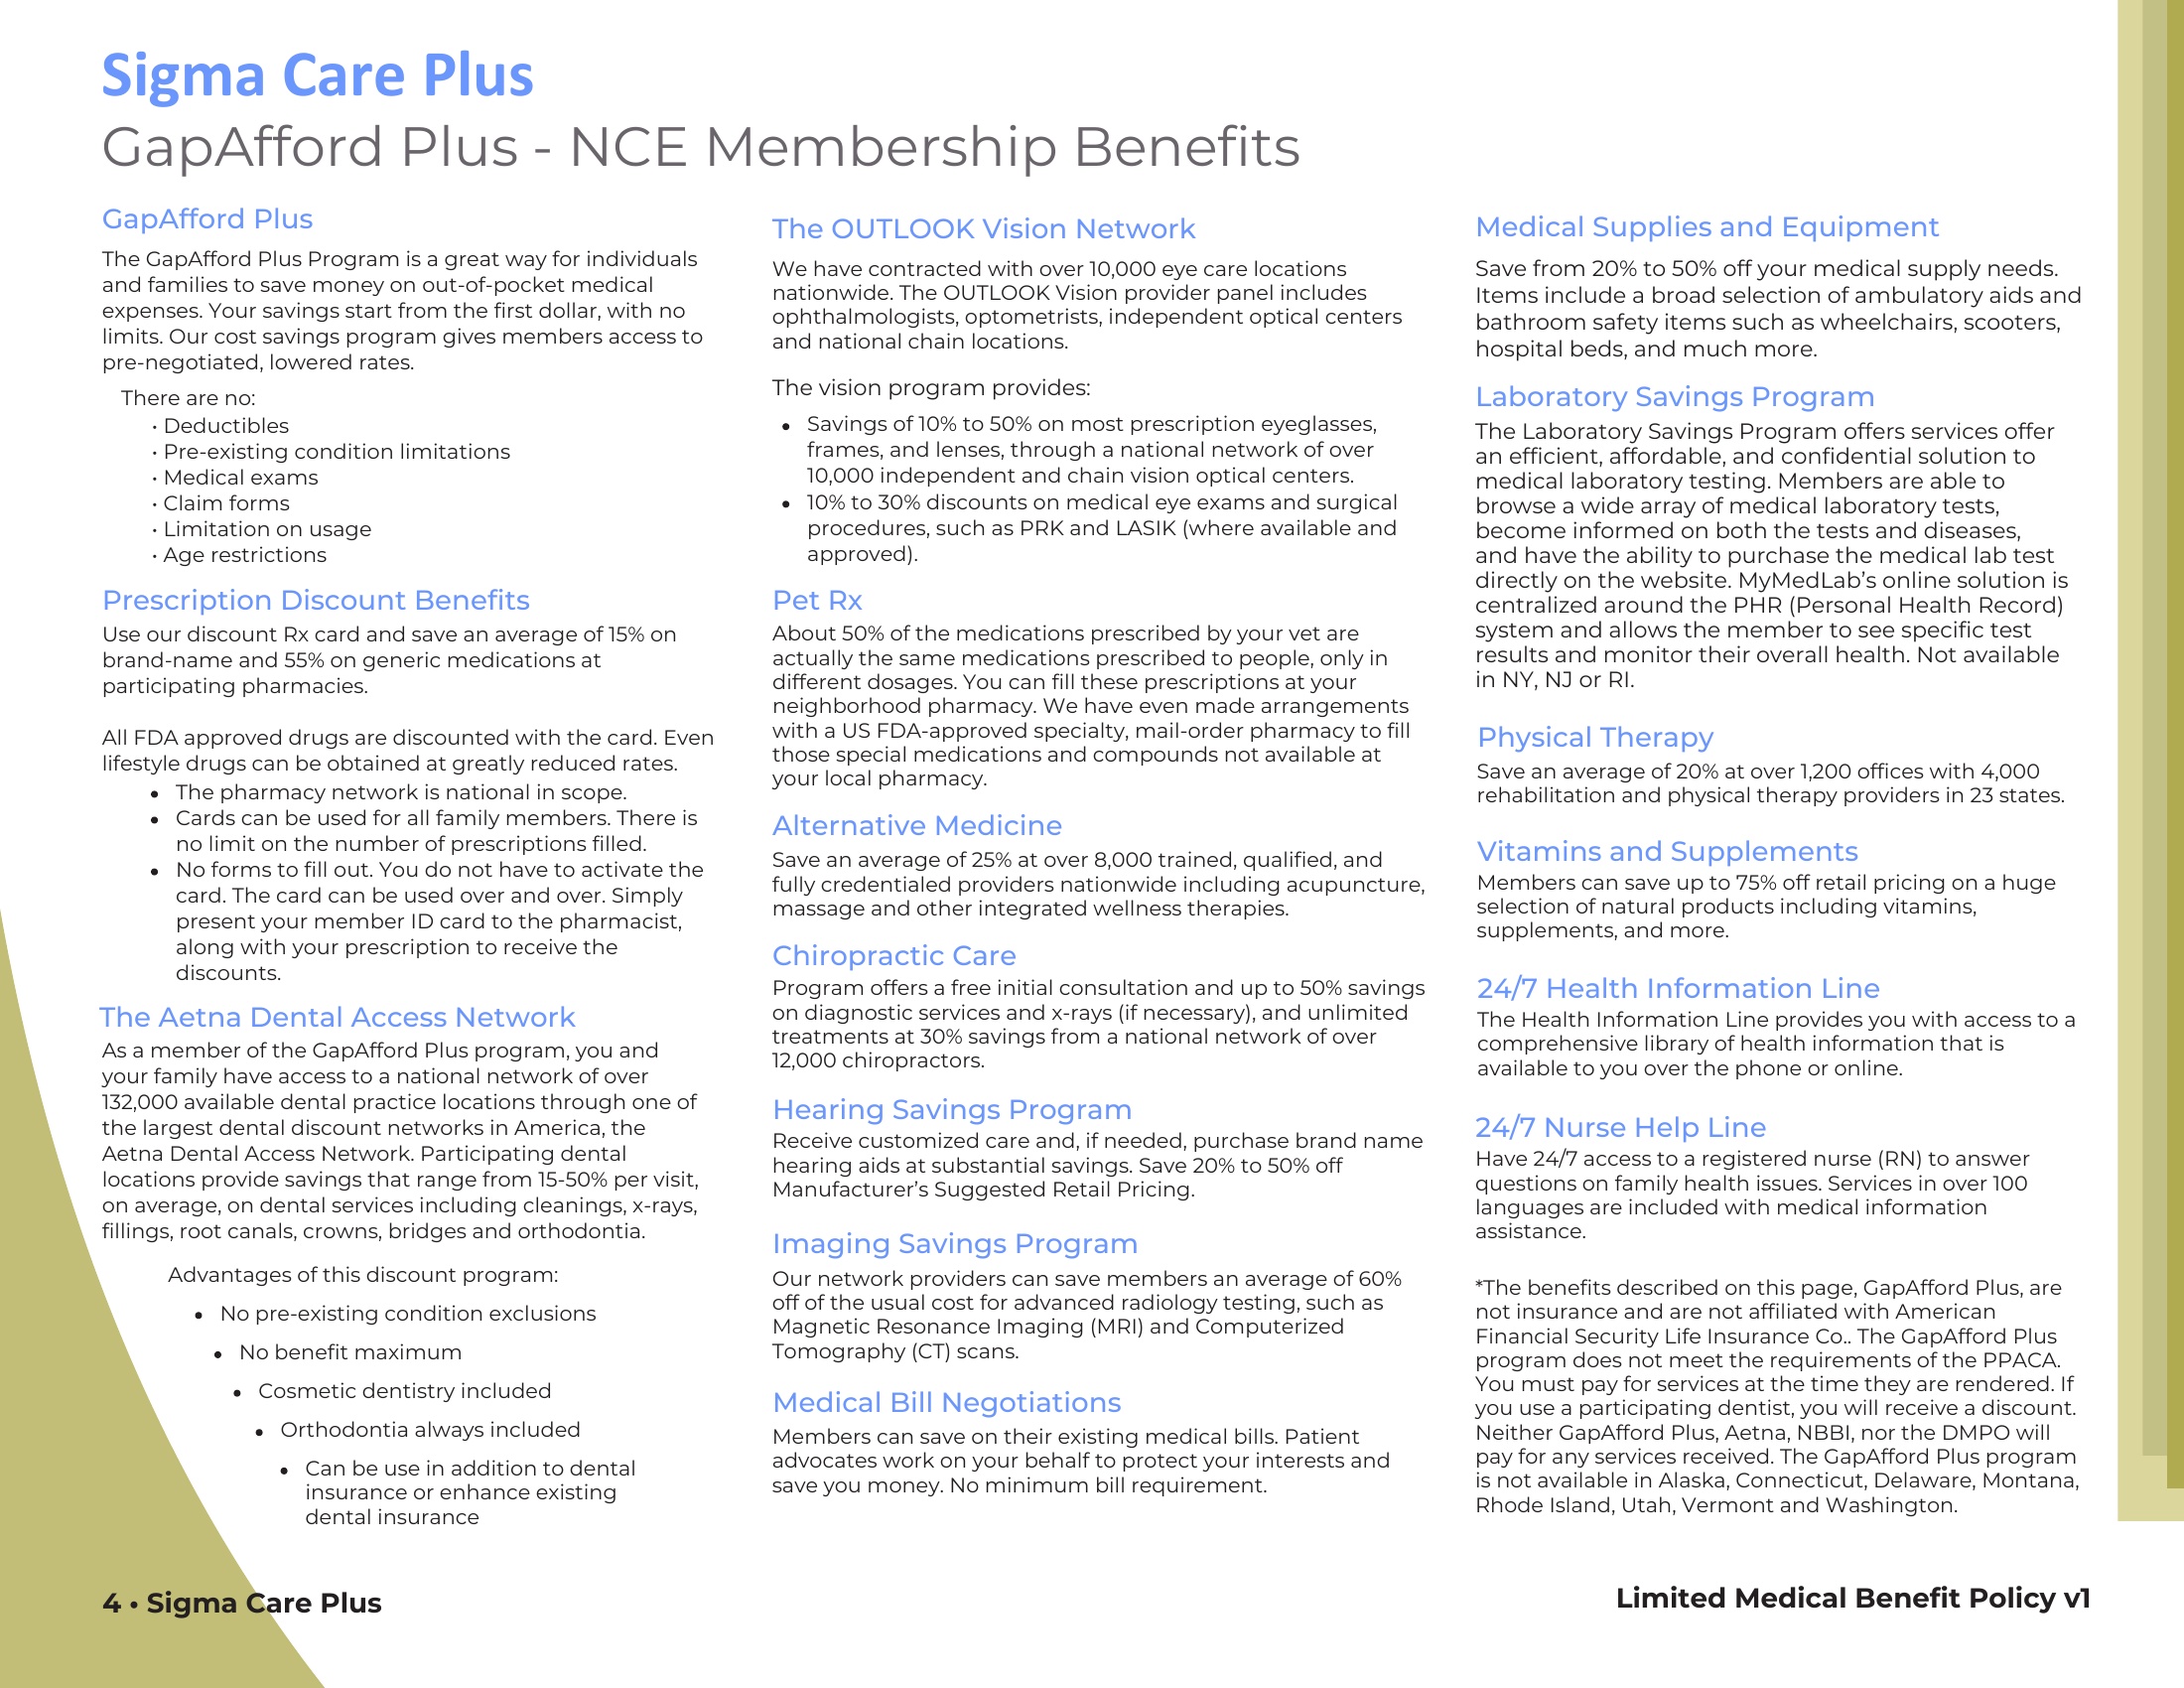 Sigma Care Plus
GapAfford Plus - NCE Membership Benefits
GapAfford Plus
The GapAfford Plus Program is a great way for individuals
and families to save money on out-of-pocket medical
expenses. Your savings start from the first dollar, with no
limits. Our cost savings program gives members access to
pre-negotiated, lowered rates.
There are no:
• Deductibles
• Pre-existing condition limitations
• Medical exams
• Claim forms
• Limitation on usage
• Age restrictions
Prescription Discount Benefits
Use our discount Rx card and save an average of 15% on
brand-name and 55% on generic medications at
participating pharmacies.
All FDA approved drugs are discounted with the card. Even
lifestyle drugs can be obtained at greatly reduced rates.
• The pharmacy network is national in scope.
• Cards can be used for all family members. There is
no limit on the number of prescriptions filled.
• No forms to fill out. You do not have to activate the
card. The card can be used over and over. Simply
present your member ID card to the pharmacist,
along with your prescription to receive the
discounts.
The Aetna Dental Access Network
As a member of the GapAfford Plus program, you and
your family have access to a national network of over
132,000 available dental practice locations through one of
the largest dental discount networks in America, the
Aetna Dental Access Network. Participating dental
locations provide savings that range from 15-50% per visit,
on average, on dental services including cleanings, x-rays,
fillings, root canals, crowns, bridges and orthodontia.
Advantages of this discount program:
• No pre-existing condition exclusions
• No benefit maximum
• Cosmetic dentistry included
• Orthodontia always included
• Can be use in addition to dental
insurance or enhance existing
dental insurance
The OUTLOOK Vision Network
We have contracted with over 10,000 eye care locations
nationwide. The OUTLOOK Vision provider panel includes
ophthalmologists, optometrists, independent optical centers
and national chain locations.
The vision program provides:
• Savings of 10% to 50% on most prescription eyeglasses,
frames, and lenses, through a national network of over
10,000 independent and chain vision optical centers.
• 10% to 30% discounts on medical eye exams and surgical
procedures, such as PRK and LASIK (where available and
approved).
Pet Rx
About 50% of the medications prescribed by your vet are
actually the same medications prescribed to people, only in
different dosages. You can fill these prescriptions at your
neighborhood pharmacy. We have even made arrangements
with a US FDA-approved specialty, mail-order pharmacy to fill
those special medications and compounds not available at
your local pharmacy.
Alternative Medicine
Save an average of 25% at over 8,000 trained, qualified, and
fully credentialed providers nationwide including acupuncture,
massage and other integrated wellness therapies.
Chiropractic Care
Program offers a free initial consultation and up to 50% savings
on diagnostic services and x-rays (if necessary), and unlimited
treatments at 30% savings from a national network of over
12,000 chiropractors.
Hearing Savings Program
Receive customized care and, if needed, purchase brand name
hearing aids at substantial savings. Save 20% to 50% off
Manufacturer's Suggested Retail Pricing.
Imaging Savings Program
Our network providers can save members an average of 60%
off of the usual cost for advanced radiology testing, such as
Magnetic Resonance Imaging (MRI) and Computerized
Tomography (CT) scans.
Medical Bill Negotiations
Members can save on their existing medical bills. Patient
advocates work on your behalf to protect your interests and
save you money. No minimum bill requirement.
Medical Supplies and Equipment
Save from 20% to 50% off your medical supply needs.
Items include a broad selection of ambulatory aids and
bathroom safety items such as wheelchairs, scooters,
hospital beds, and much more.
Laboratory Savings Program
The Laboratory Savings Program offers services offer
an efficient, affordable, and confidential solution to
medical laboratory testing. Members are able to
browse a wide array of medical laboratory tests,
become informed on both the tests and diseases,
and have the ability to purchase the medical lab test
directly on the website. MyMedLab's online solution is
centralized around the PHR (Personal Health Record)
system and allows the member to see specific test
results and monitor their overall health. Not available
in NY, NJ or RI.
Physical Therapy
Save an average of 20% at over 1,200 offices with 4,000
rehabilitation and physical therapy providers in 23 states.
Vitamins and Supplements
Members can save up to 75% off retail pricing on a huge
selection of natural products including vitamins,
supplements, and more.
24/7 Health Information Line
The Health Information Line provides you with access to a
comprehensive library of health information that is
available to you over the phone or online.
24/7 Nurse Help Line
Have 24/7 access to a registered nurse (RN) to answer
questions on family health issues. Services in over 100
languages are included with medical information
assistance.
*The benefits described on this page, GapAfford Plus, are
not insurance and are not affiliated with American
Financial Security Life Insurance Co.. The GapAfford Plus
program does not meet the requirements of the PPACA.
You must pay for services at the time they are rendered. If
you use a participating dentist, you will receive a discount.
Neither GapAfford Plus, Aetna, NBBI, nor the DMPO will
pay for any services received. The GapAfford Plus program
is not available in Alaska, Connecticut, Delaware, Montana,
Rhode Island, Utah, Vermont and Washington.
4 • Sigma Care Plus
Limited Medical Benefit Policy v1